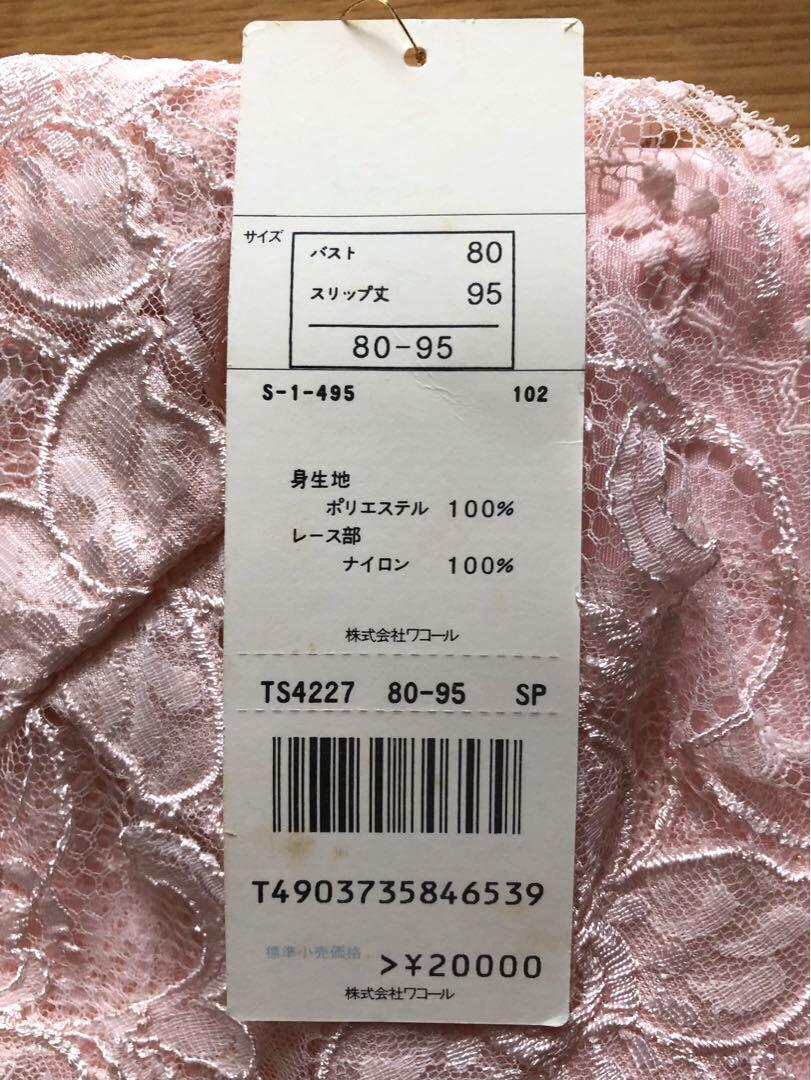 サイズ
バスト 80
スリップ丈 95
80-95
S-1-495 102
身生地
ポリエステル 100%
レース部
ナイロン 100%
株式会社ワコール
TS4227 80-95 SP
T4903735846539
標準小売価格 >¥20000
株式会社ワコール